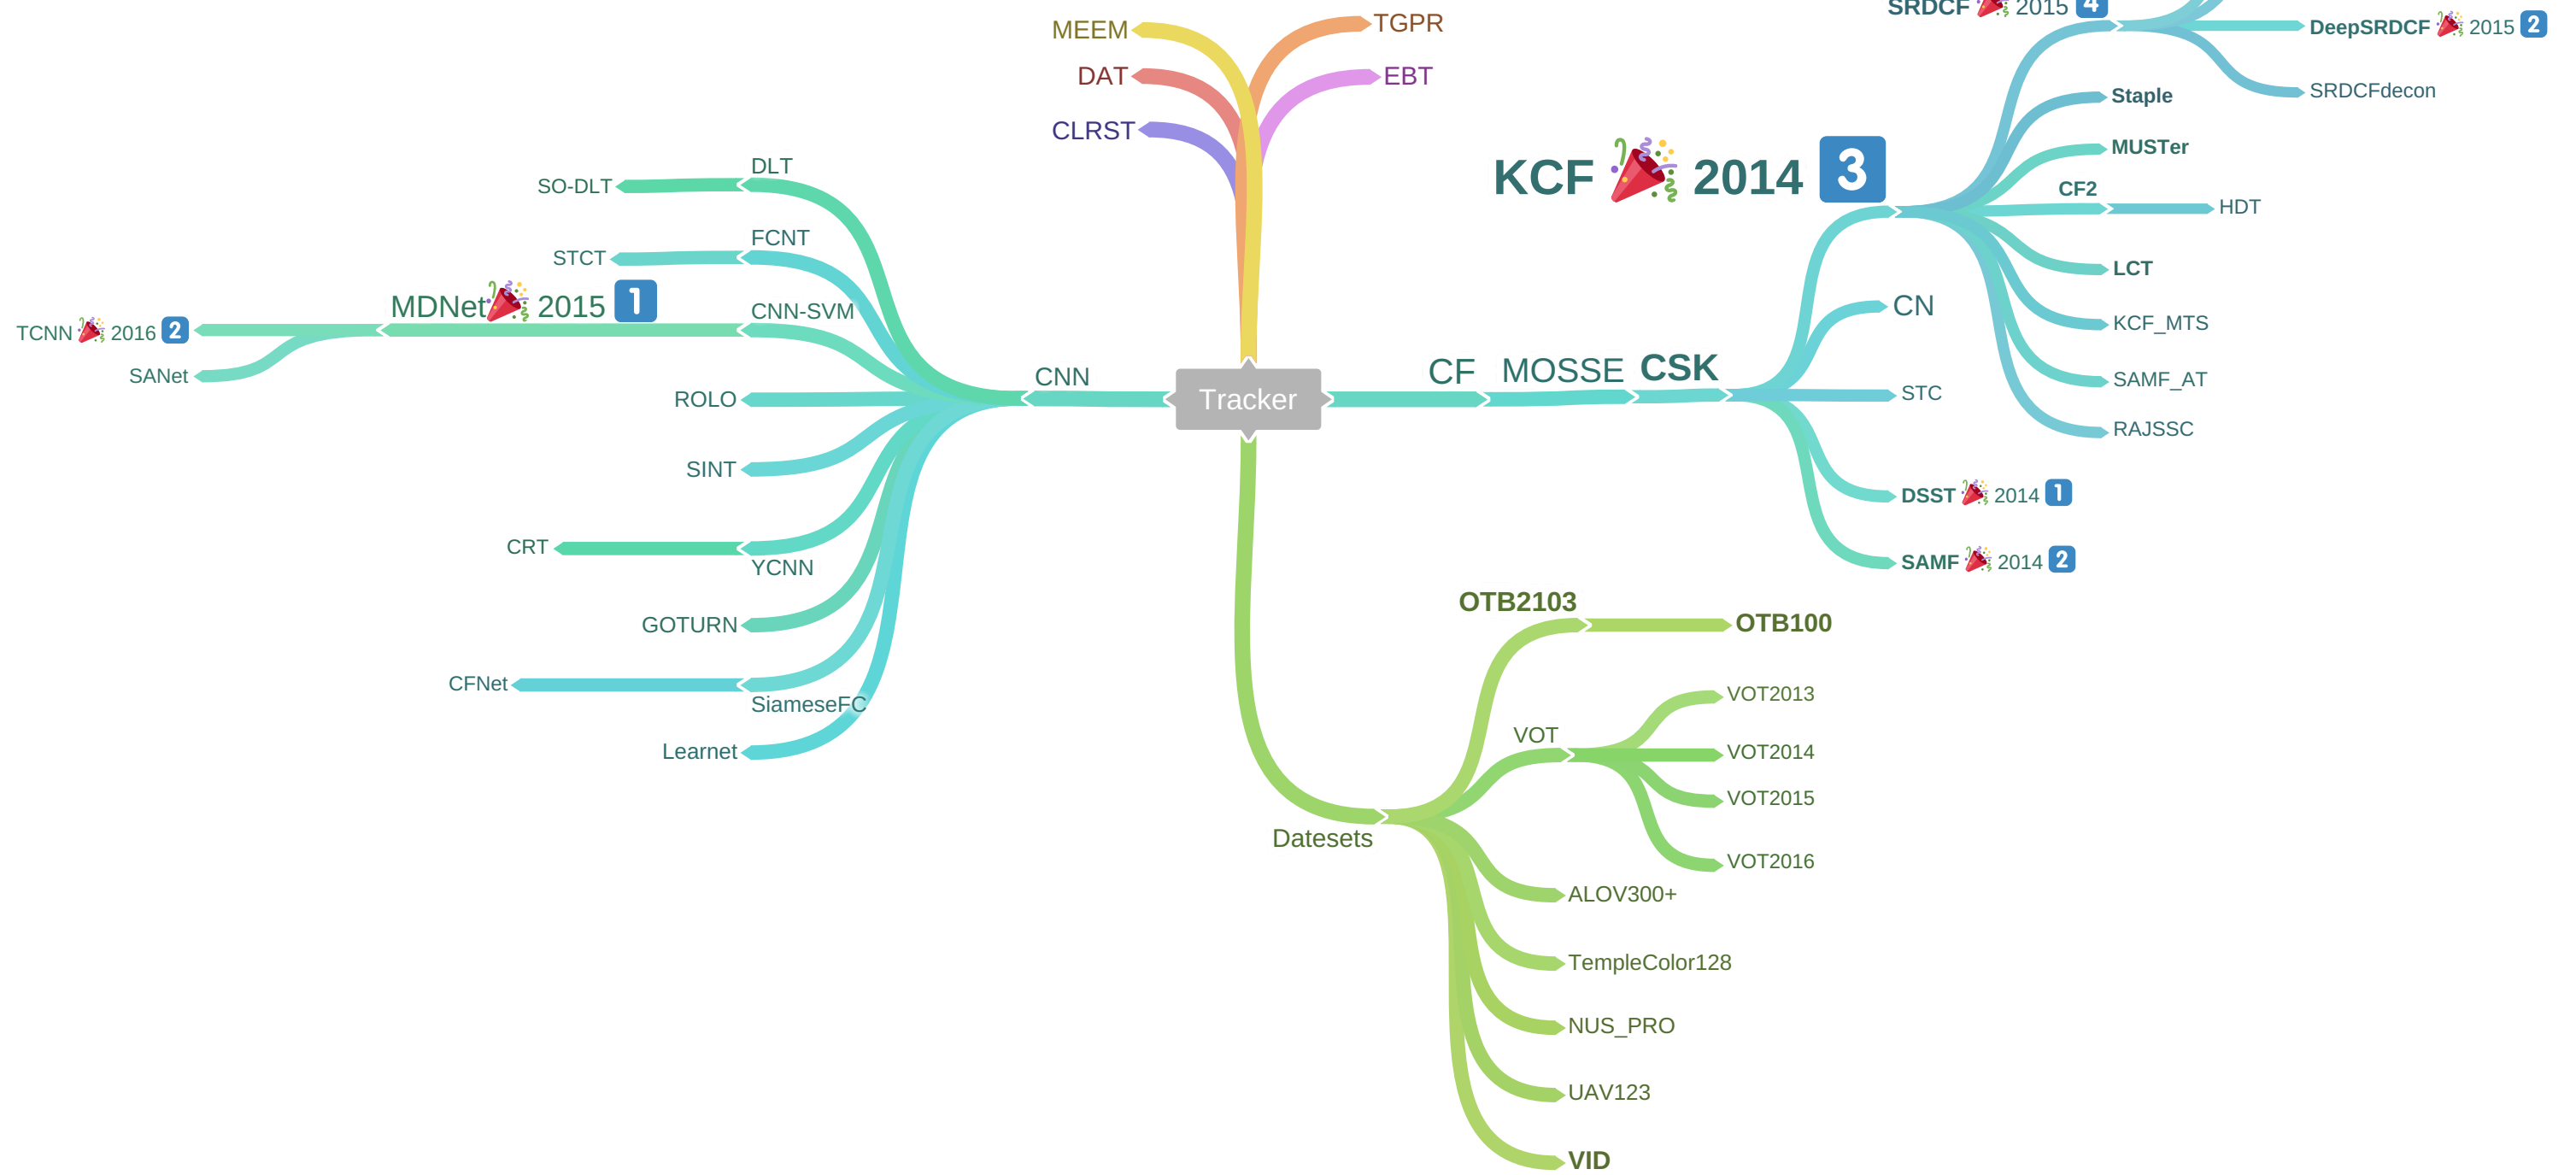 MEEM
DAT
CLRST
TGPR
EBT
Tracker
CNN
DLT
SO-DLT
FCNT
STCT
CNN-SVM
MDNet🎉 2015 1️⃣
TCNN 🎉 2016 2️⃣
SANet
ROLO
SINT
YCNN
CRT
GOTURN
SiameseFC
CFNet
Learnet
CF
MOSSE
CSK
KCF 🎉 2014 3️⃣
SRDCF 🎉 2015 4️⃣
DeepSRDCF 🎉 2015 2️⃣
SRDCFdecon
Staple
MUSTer
CF2
HDT
LCT
KCF_MTS
SAMF_AT
RAJSSC
CN
STC
DSST 🎉 2014 1️⃣
SAMF 🎉 2014 2️⃣
Datesets
OTB2103
OTB100
VOT
VOT2013
VOT2014
VOT2015
VOT2016
ALOV300+
TempleColor128
NUS_PRO
UAV123
VID